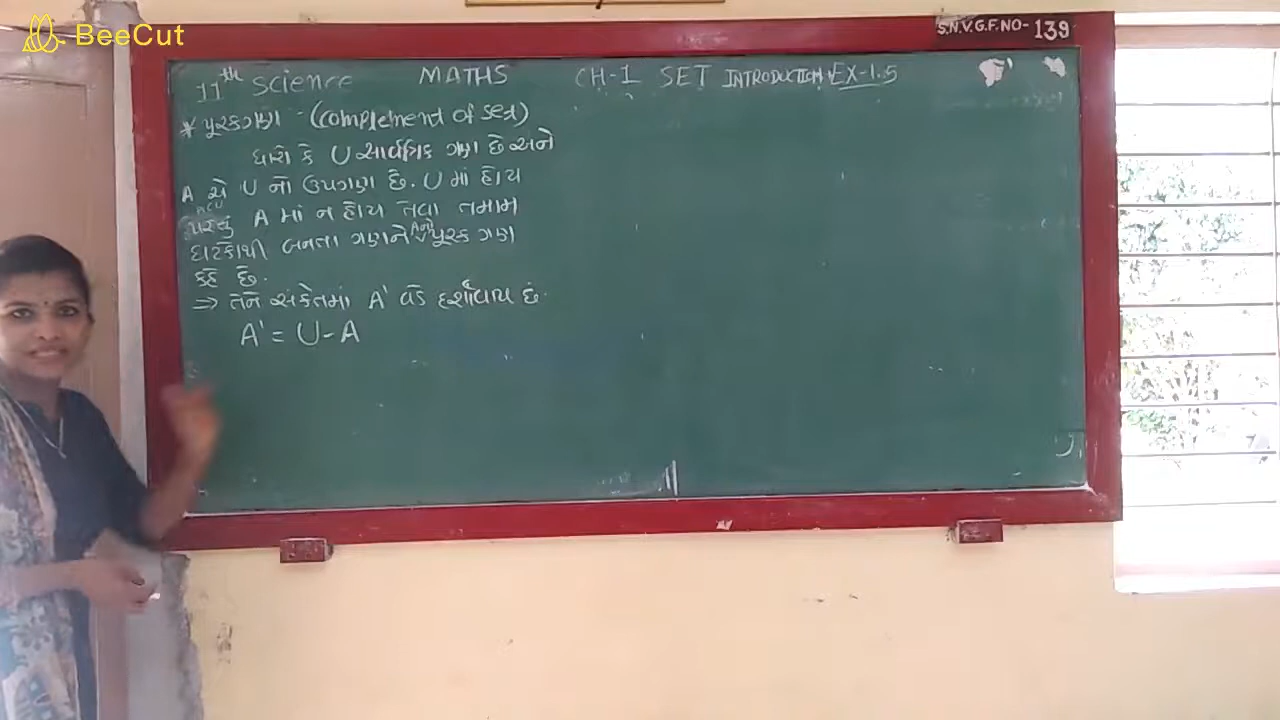 BeeCut
S.N.V.G.F.NO- 139
11th Science MATHS CH-1 SET INTRODUCTION, EX-1.5
* પૂરકગણ - (complement of set)
ધારો કે U સાર્વત્રિક ગણ છે અને
A એ U નો ઉપગણ છે. U માં હોય
A⊂U
પરંતુ A માં ન હોય તેવા તમામ
ઘટકોથી બનતા ગણને Aનો પૂરક ગણ
કહે છે.
⇒ તેને સંકેતમાં A' વડે દર્શાવાય છે.
A' = U - A